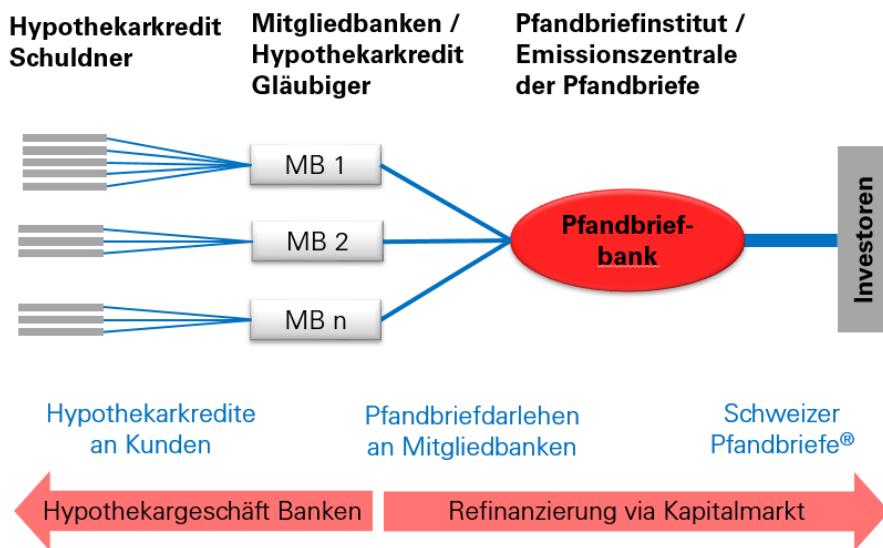 Hypothekarkredit
Schuldner
Mitgliedbanken /
Hypothekarkredit
Gläubiger
Pfandbriefinstitut /
Emissionszentrale
der Pfandbriefe
MB 1
MB 2
MB n
Pfandbrief-
bank
Investoren
Hypothekarkredite
an Kunden
Pfandbriefdarlehen
an Mitgliedbanken
Schweizer
Pfandbriefe®
Hypothekargeschäft Banken
Refinanzierung via Kapitalmarkt